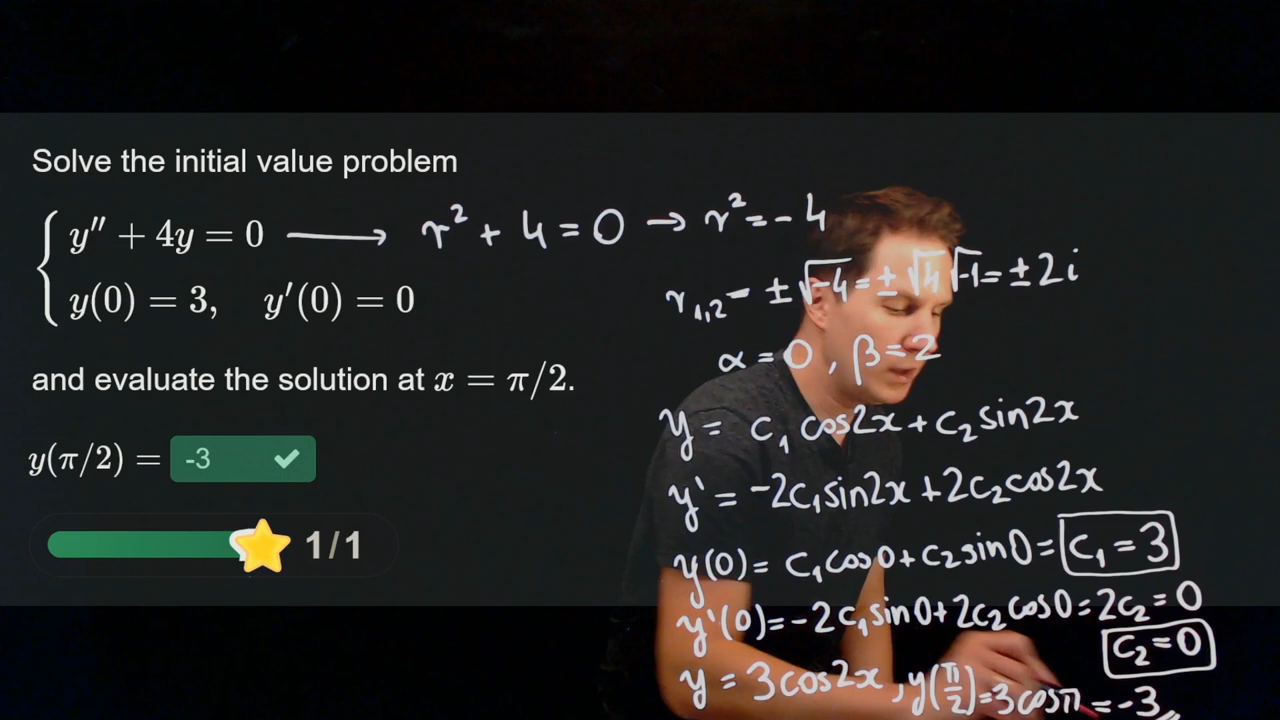 Solve the initial value problem
y″ + 4y = 0 ⟶ r² + 4 = 0 → r² = -4
y(0) = 3, y′(0) = 0
r₁,₂ = ±√-4 = ±√4 √-1 = ±2i
α = 0, β = 2
and evaluate the solution at x = π/2.
y = c₁ cos2x + c₂ sin2x
y(π/2) = -3 ✓
y' = -2c₁ sin2x + 2c₂ cos2x
1/1
y(0) = c₁ cos0 + c₂ sin0 = c₁ = 3
y'(0) = -2c₁ sin0 + 2c₂ cos0 = 2c₂ = 0
c₂ = 0
y = 3cos2x, y(π/2) = 3cosπ = -3